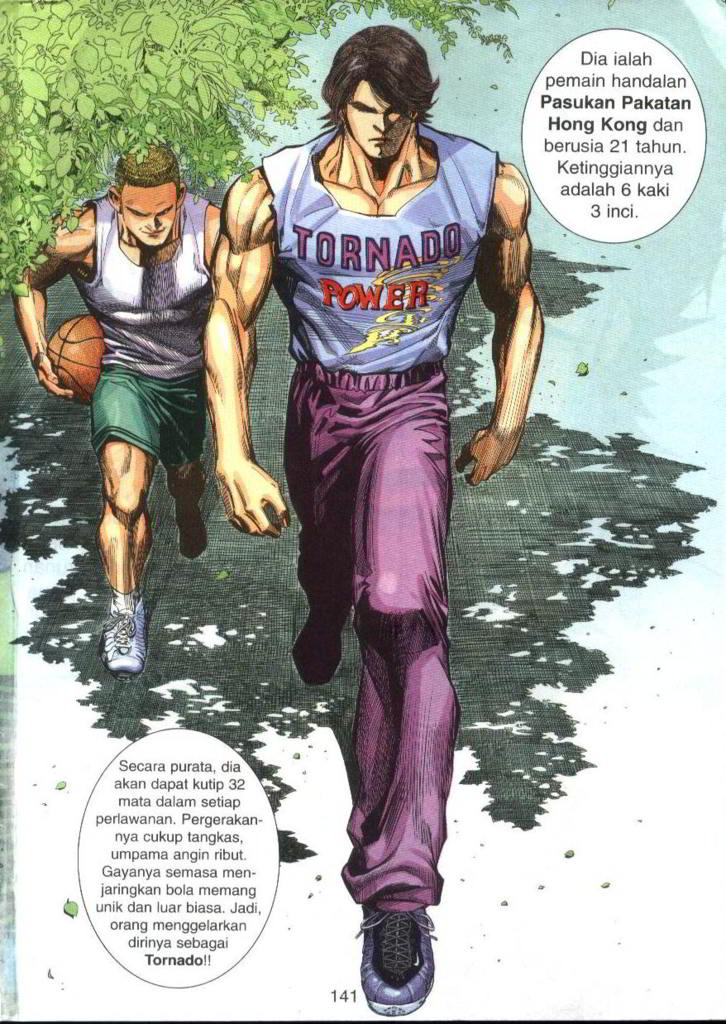 Dia ialah
pemain handalan
Pasukan Pakatan
Hong Kong dan
berusia 21 tahun.
Ketinggiannya
adalah 6 kaki
3 inci.
TORNADO
POWER
Secara purata, dia
akan dapat kutip 32
mata dalam setiap
perlawanan. Pergerakan-
nya cukup tangkas,
umpama angin ribut.
Gayanya semasa men-
jaringkan bola memang
unik dan luar biasa. Jadi,
orang menggelarkan
dirinya sebagai
Tornado!!
141